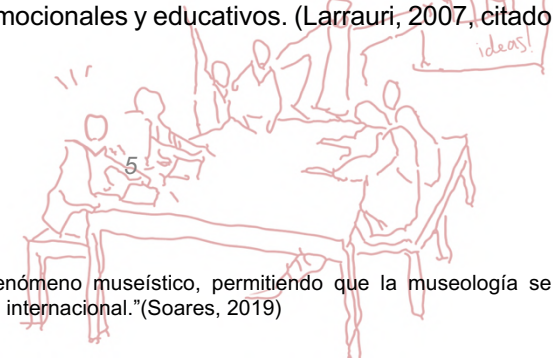 mocionales y educativos. (Larrauri, 2007, citado
ideas!
5
enómeno museístico, permitiendo que la museología se
internacional.”(Soares, 2019)